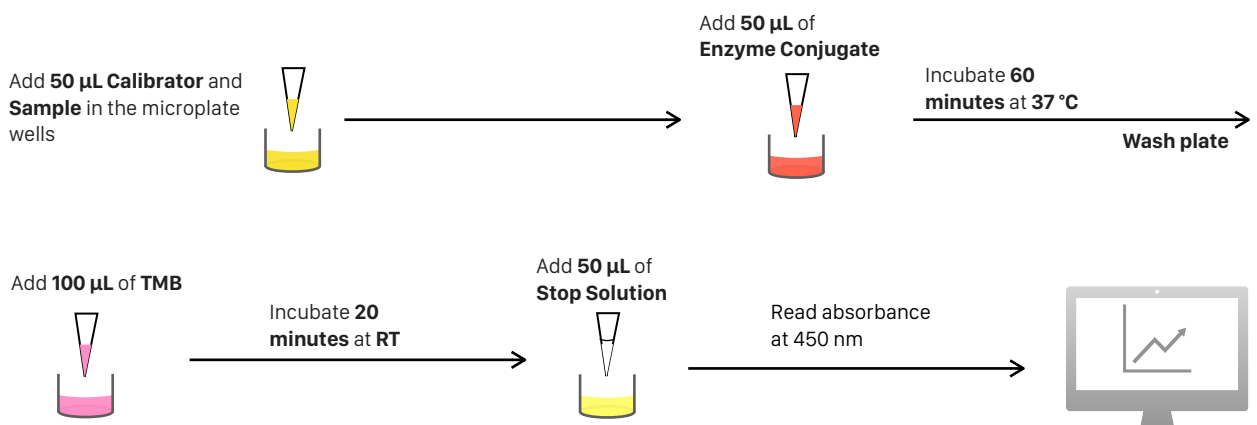 Add 50 µL Calibrator and
Sample in the microplate
wells
Add 50 µL of
Enzyme Conjugate
Incubate 60
minutes at 37 °C
Wash plate
Add 100 µL of TMB
Incubate 20
minutes at RT
Add 50 µL of
Stop Solution
Read absorbance
at 450 nm